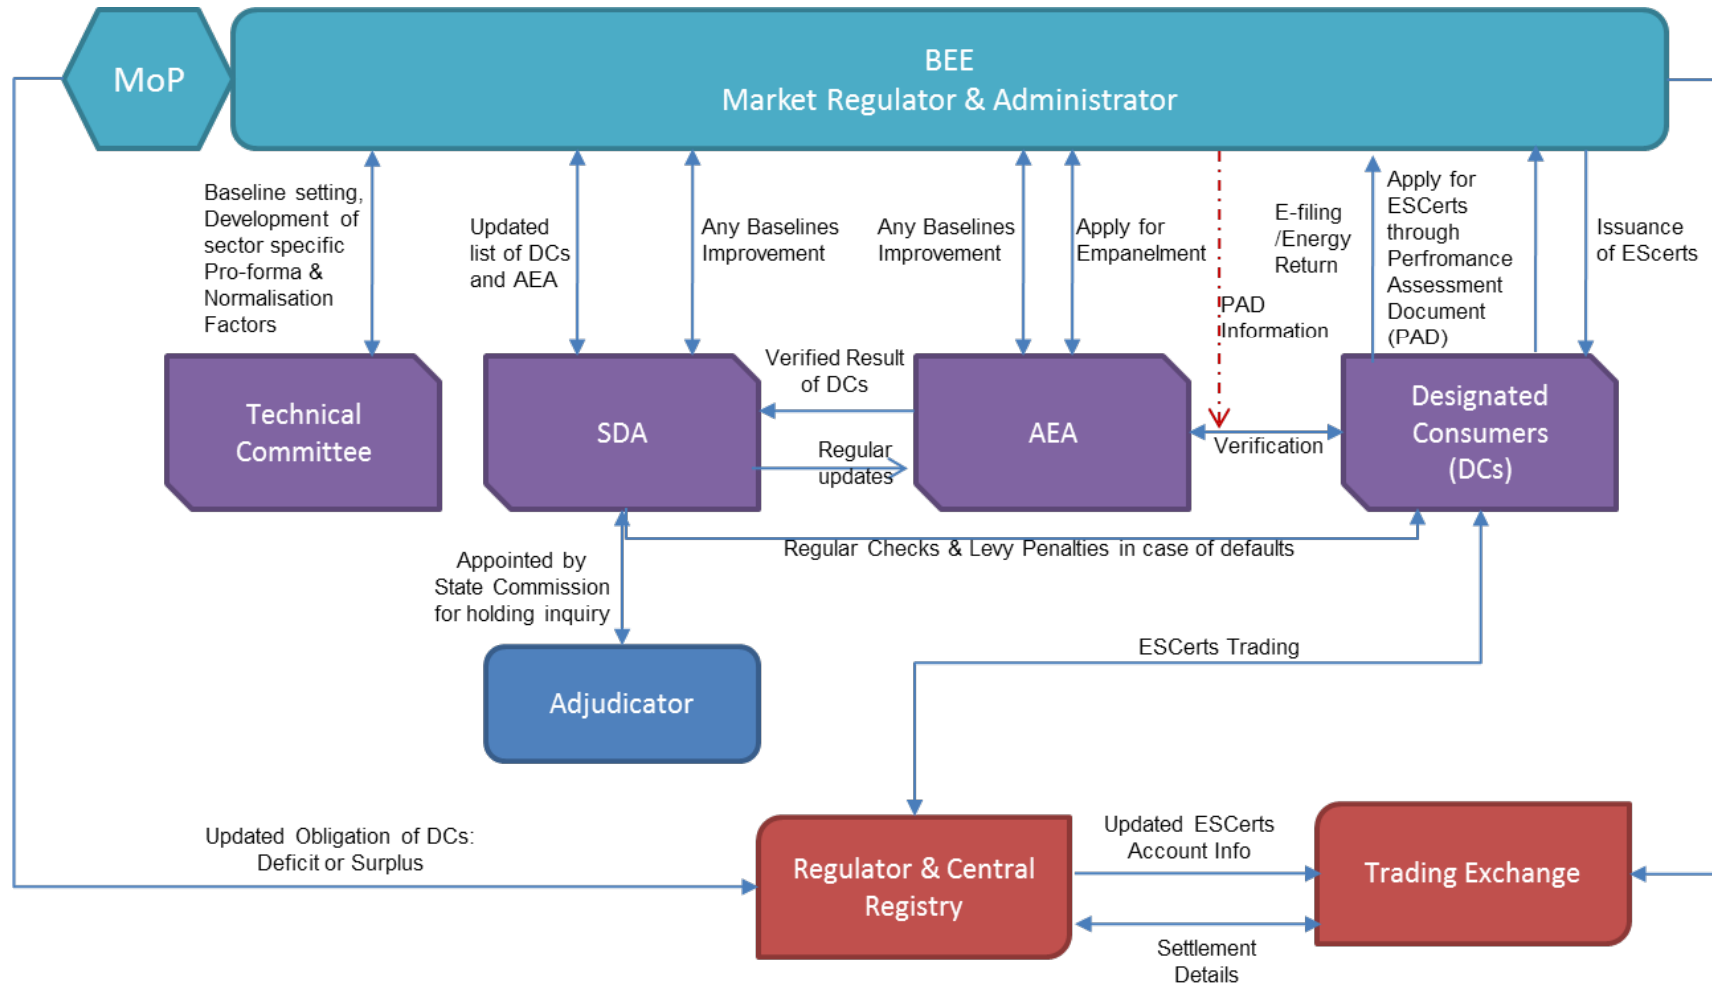 MoP
BEE
Market Regulator & Administrator
Baseline setting,
Development of
sector specific
Pro-forma &
Normalisation
Factors
Updated
list of DCs
and AEA
Any Baselines
Improvement
Any Baselines
Improvement
Apply for
Empanelment
PAD
Information
E-filing
/Energy
Return
Apply for
ESCerts
through
Perfromance
Assessment
Document
(PAD)
Issuance
of EScerts
Technical
Committee
SDA
Verified Result
of DCs
Regular
updates
AEA
Verification
Designated
Consumers
(DCs)
Regular Checks & Levy Penalties in case of defaults
Appointed by
State Commission
for holding inquiry
Adjudicator
ESCerts Trading
Updated Obligation of DCs:
Deficit or Surplus
Regulator & Central
Registry
Updated ESCerts
Account Info
Settlement
Details
Trading Exchange